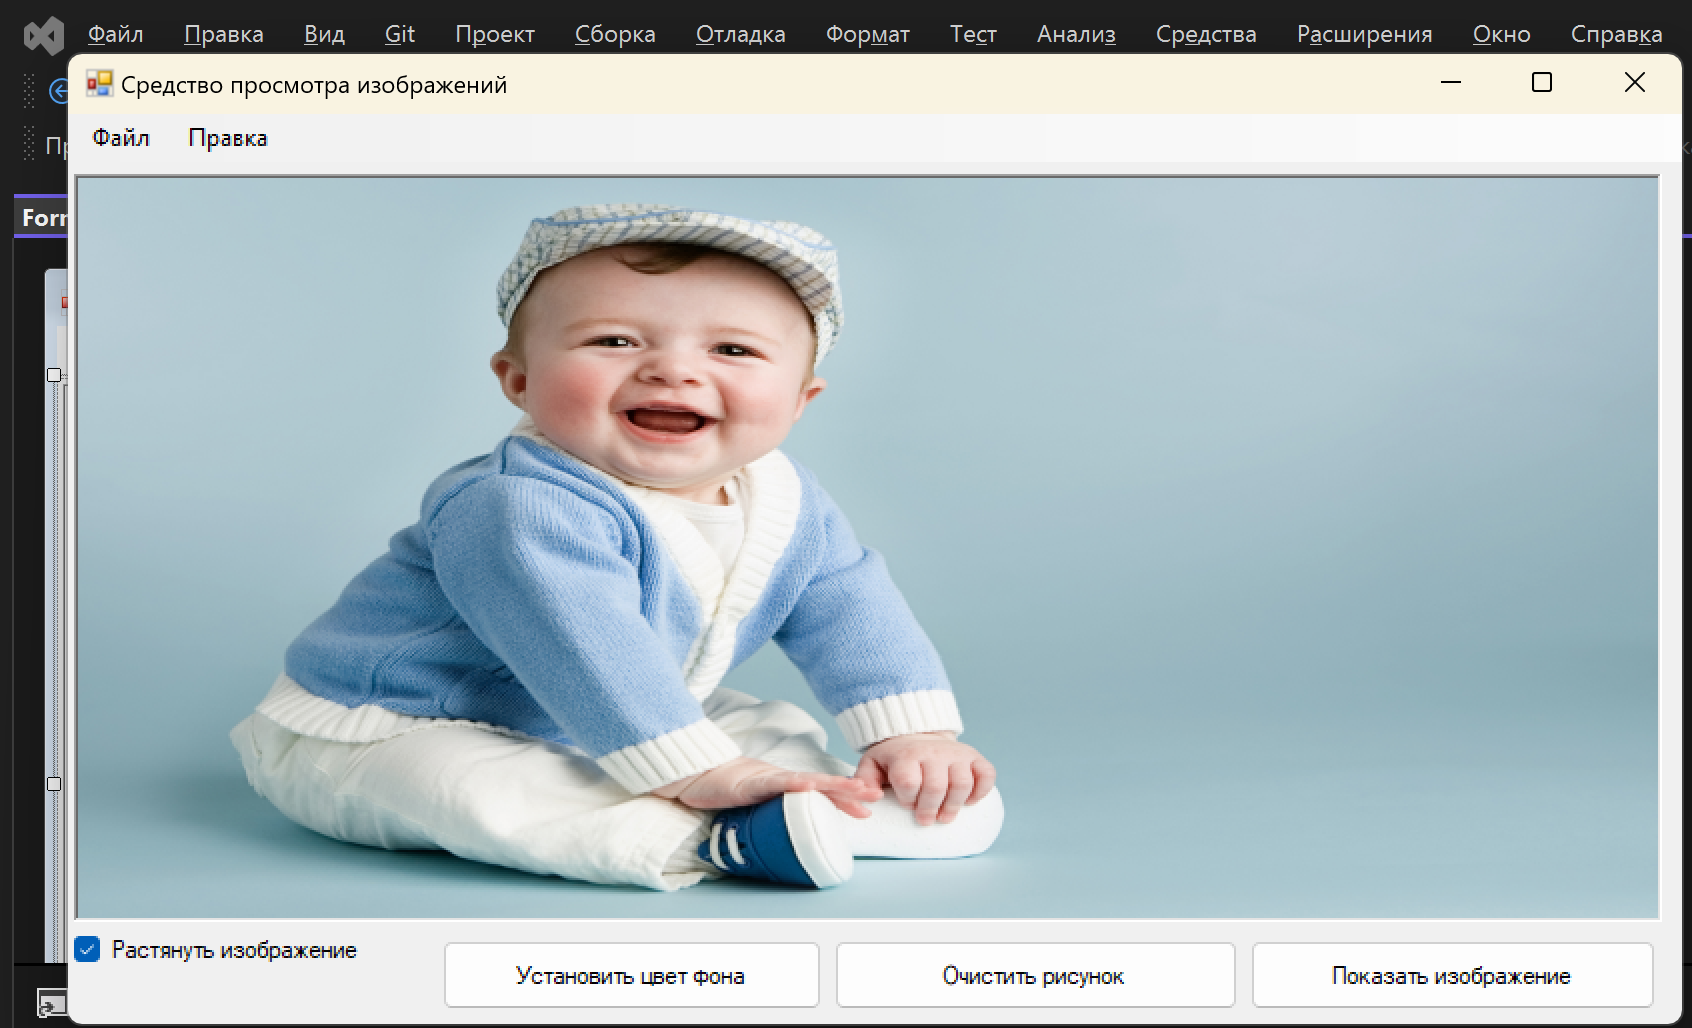 Файл Правка Вид Git Проект Сборка Отладка Формат Тест Анализ Средства Расширения Окно Справка
Средство просмотра изображений
Файл Правка
Растянуть изображение
Установить цвет фона
Очистить рисунок
Показать изображение